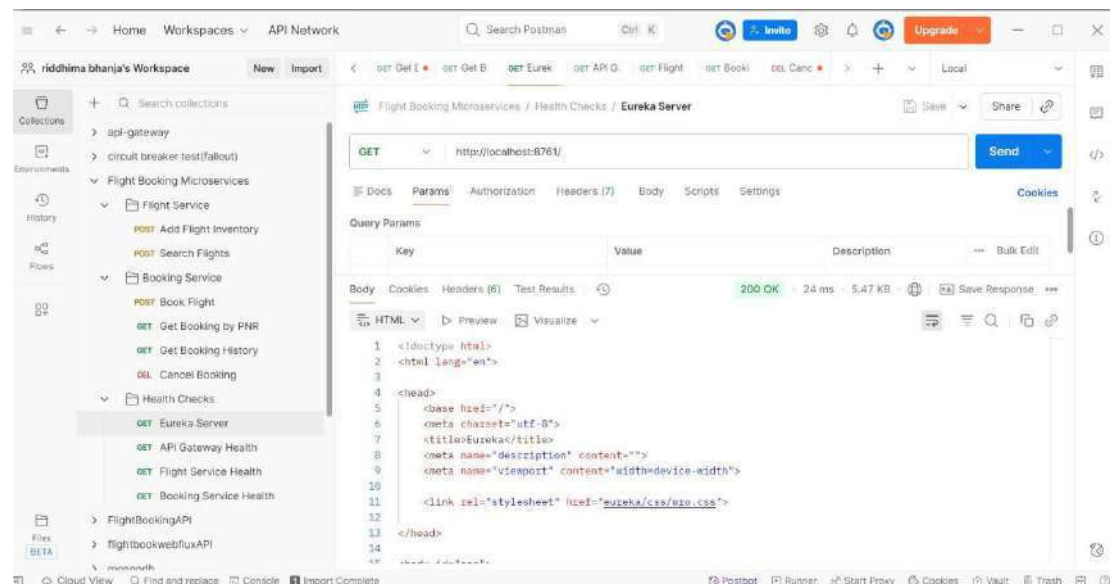 Home Workspaces API Network Search Postman Ctrl K Invite Upgrade
riddhima bhanja's Workspace New Import GET Get I GET Get B GET Eurek GET API G GET Flight GET Booki DEL Canc Local
Collections
Environments
History
Flows
Files
BETA
Search collections
api-gateway
circuit breaker test(fallout)
Flight Booking Microservices
Flight Service
POST Add Flight Inventory
POST Search Flights
Booking Service
POST Book Flight
GET Get Booking by PNR
GET Get Booking History
DEL Cancel Booking
Health Checks
GET Eureka Server
GET API Gateway Health
GET Flight Service Health
GET Booking Service Health
FlightBookingAPI
flightbookwebfluxAPI
mongodb
HTTP Flight Booking Microservices / Health Checks / Eureka Server Save Share
GET http://localhost:8761/ Send
Docs Params Authorization Headers (7) Body Scripts Settings Cookies
Query Params
Key Value Description Bulk Edit
Body Cookies Headers (6) Test Results 200 OK 24 ms 5.47 KB Save Response
HTML Preview Visualize
1 <!doctype html>
2 <html lang="en">
3
4 <head>
5 <base href="/">
6 <meta charset="utf-8">
7 <title>Eureka</title>
8 <meta name="description" content="">
9 <meta name="viewport" content="width=device-width">
10
11 <link rel="stylesheet" href="eureka/css/wro.css">
12
13 </head>
14
Cloud View Find and replace Console Import Complete Postbot Runner Start Proxy Cookies Vault Trash